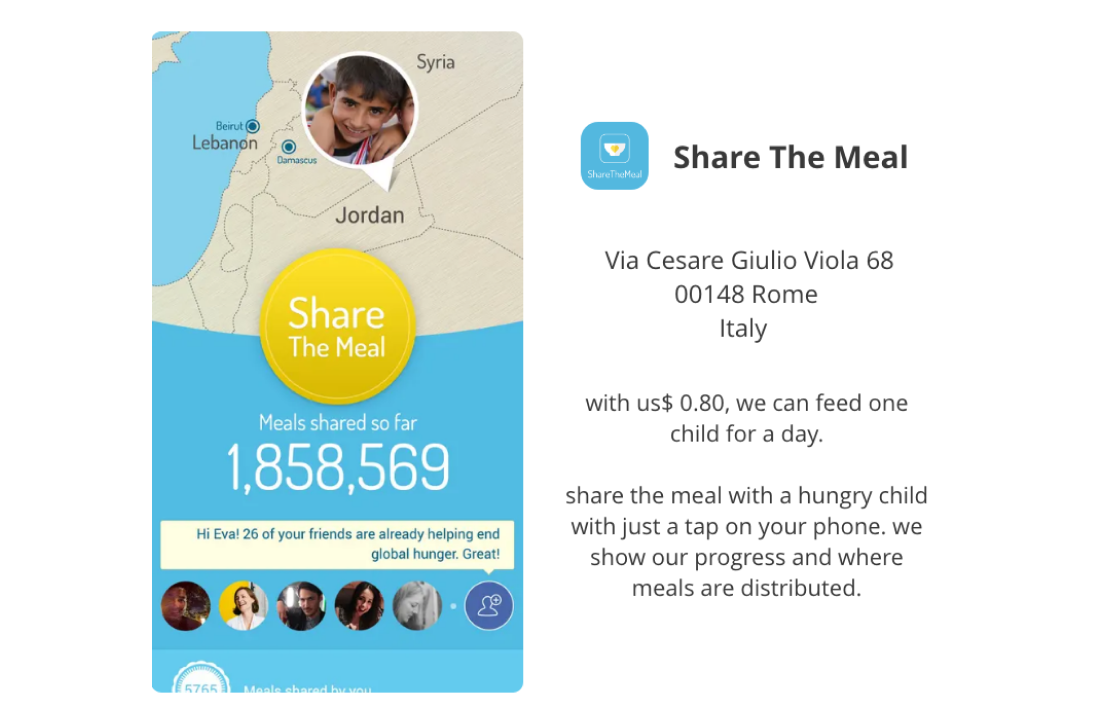 Syria
Beirut
Lebanon
Damascus
Jordan
Share
The Meal
Meals shared so far
1,858,569
Hi Eva! 26 of your friends are already helping end
global hunger. Great!
5765
Meals shared by you
ShareTheMeal
Share The Meal
Via Cesare Giulio Viola 68
00148 Rome
Italy
with us$ 0.80, we can feed one
child for a day.
share the meal with a hungry child
with just a tap on your phone. we
show our progress and where
meals are distributed.